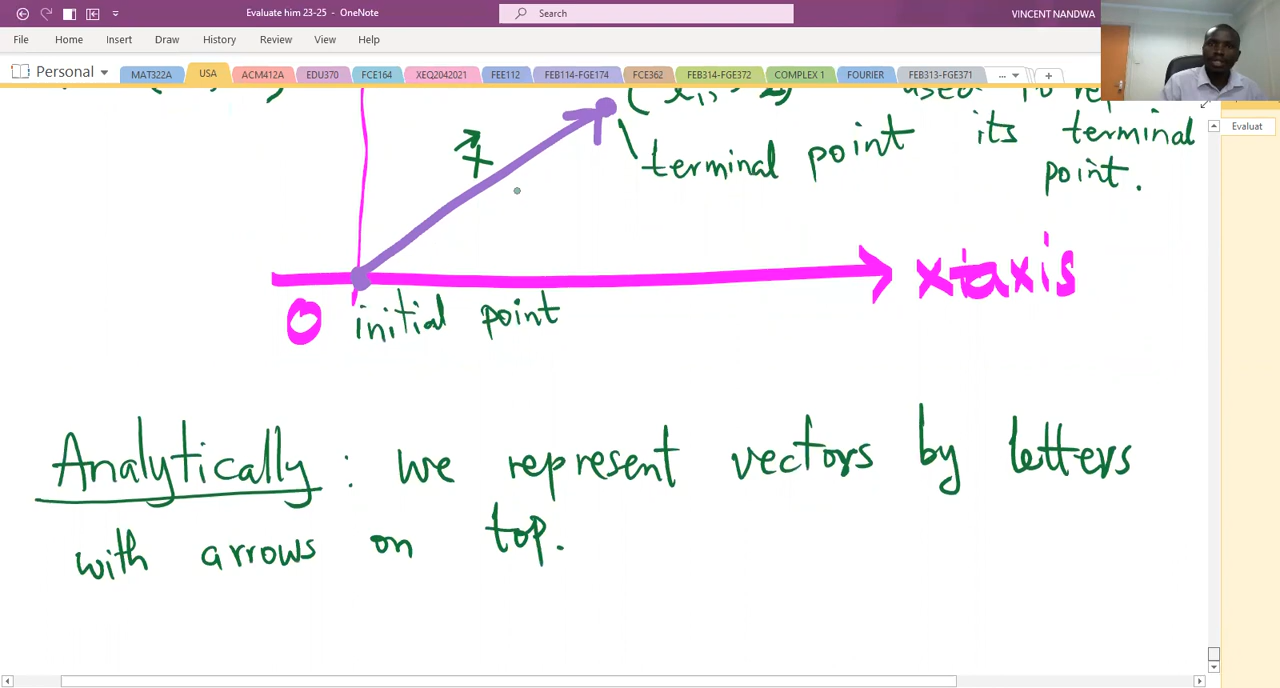 Evaluate him 23-25 - OneNote
Search
VINCENT NANDWA
File Home Insert Draw History Review View Help
Personal MAT322A USA ACM412A EDU370 FCE164 XEQ2042021 FEE112 FEB114-FGE174 FCE362 FEB314-FGE372 COMPLEX 1 FOURIER FEB313-FGE371 ... +
Evaluat
its terminal
terminal point
point.
x
x-axis
0
initial point
Analytically : we represent vectors by letters
with arrows on top.